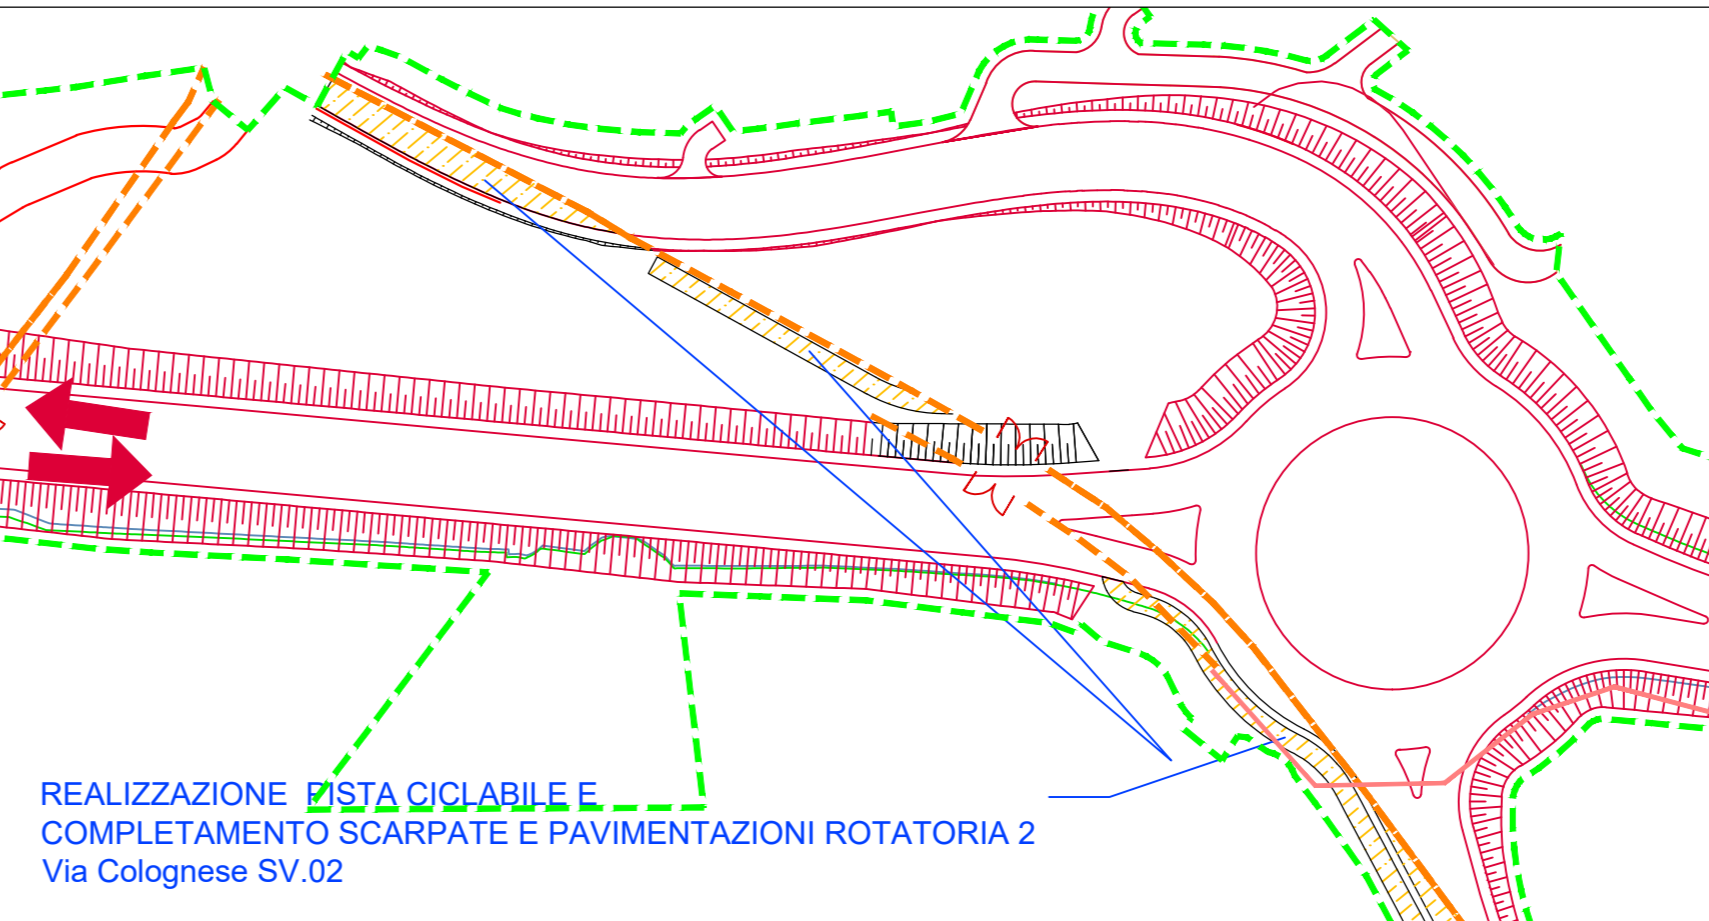 REALIZZAZIONE PISTA CICLABILE E
COMPLETAMENTO SCARPATE E PAVIMENTAZIONI ROTATORIA 2
Via Colognese SV.02